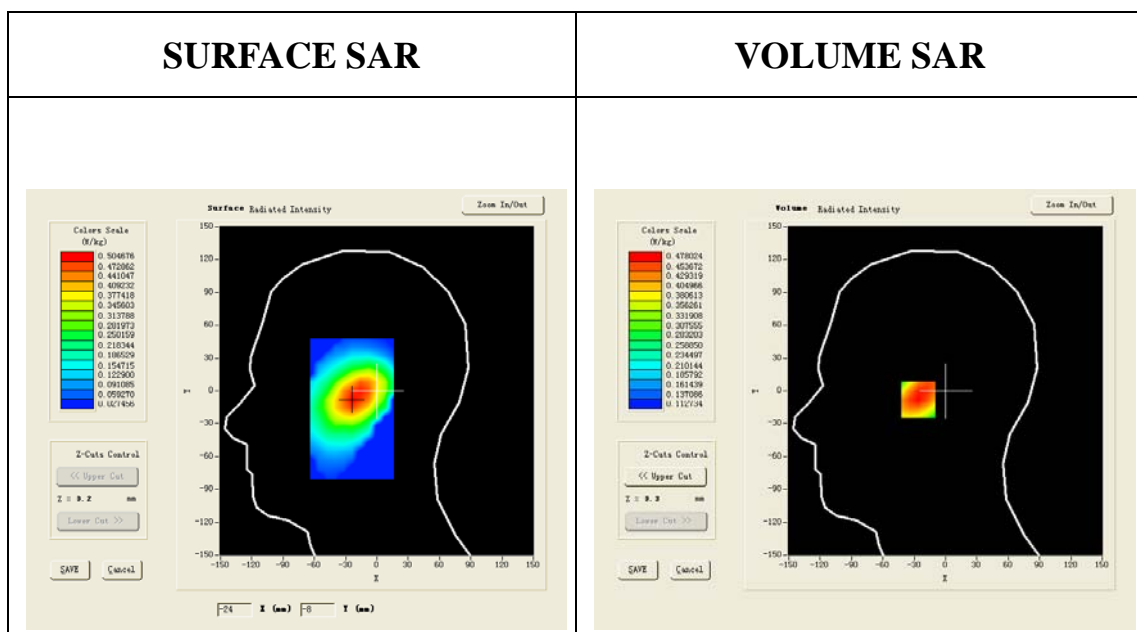 SURFACE SAR
VOLUME SAR
Surface Radiated Intensity
Zoom In/Out
Colors Scale
(W/kg)
0.504676
0.472862
0.441047
0.409232
0.377418
0.345603
0.313788
0.281973
0.250159
0.218344
0.186529
0.154715
0.122900
0.091085
0.059270
0.027456
150
120
90
60
30
0
-30
-60
-90
-120
-150
Y
-150 -120 -90 -60 -30 0 30 60 90 120 150
X
Z-Cuts Control
<< Upper Cut
mm
Lower Cut >>
SAVE Cancel
-24 X (mm) -8 Y (mm)
Volume Radiated Intensity
Zoom In/Out
Colors Scale
(W/kg)
0.478024
0.453672
0.429319
0.404966
0.380613
0.356261
0.331908
0.307555
0.283203
0.258850
0.234497
0.210144
0.185792
0.161439
0.137086
0.112734
150
120
90
60
30
0
-30
-60
-90
-120
-150
Y
-150 -120 -90 -60 -30 0 30 60 90 120 150
X
Z-Cuts Control
<< Upper Cut
mm
Lower Cut >>
SAVE Cancel